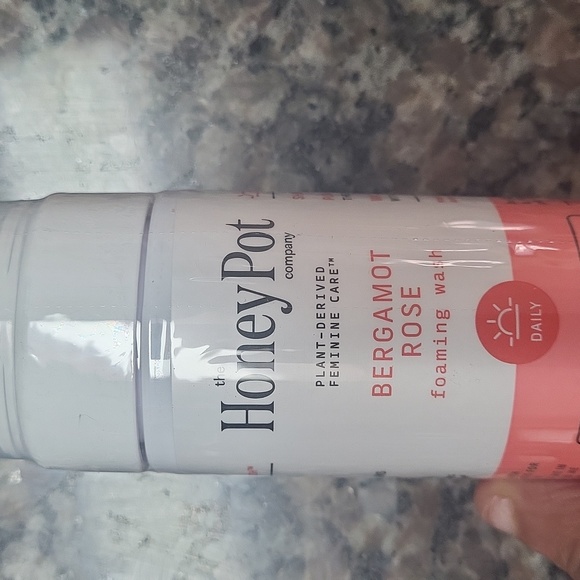 the
HoneyPot
company
PLANT-DERIVED
FEMININE CARE™
BERGAMOT
ROSE
foaming wash
DAILY